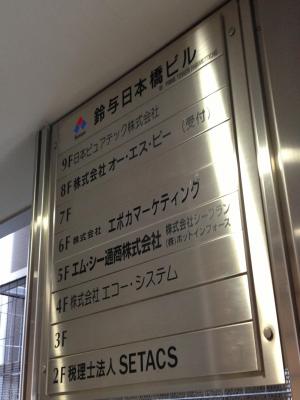 鈴与日本橋ビル
9F 日本ピュアテック株式会社
8F 株式会社 オー・エス・ピー (受付)
7F
6F 株式会社 エポカマーケティング
5F エム・シー通商株式会社 株式会社シープラン
(株)ホットインフォース
4F 株式会社 エコー・システム
3F
2F 税理士法人 SETACS